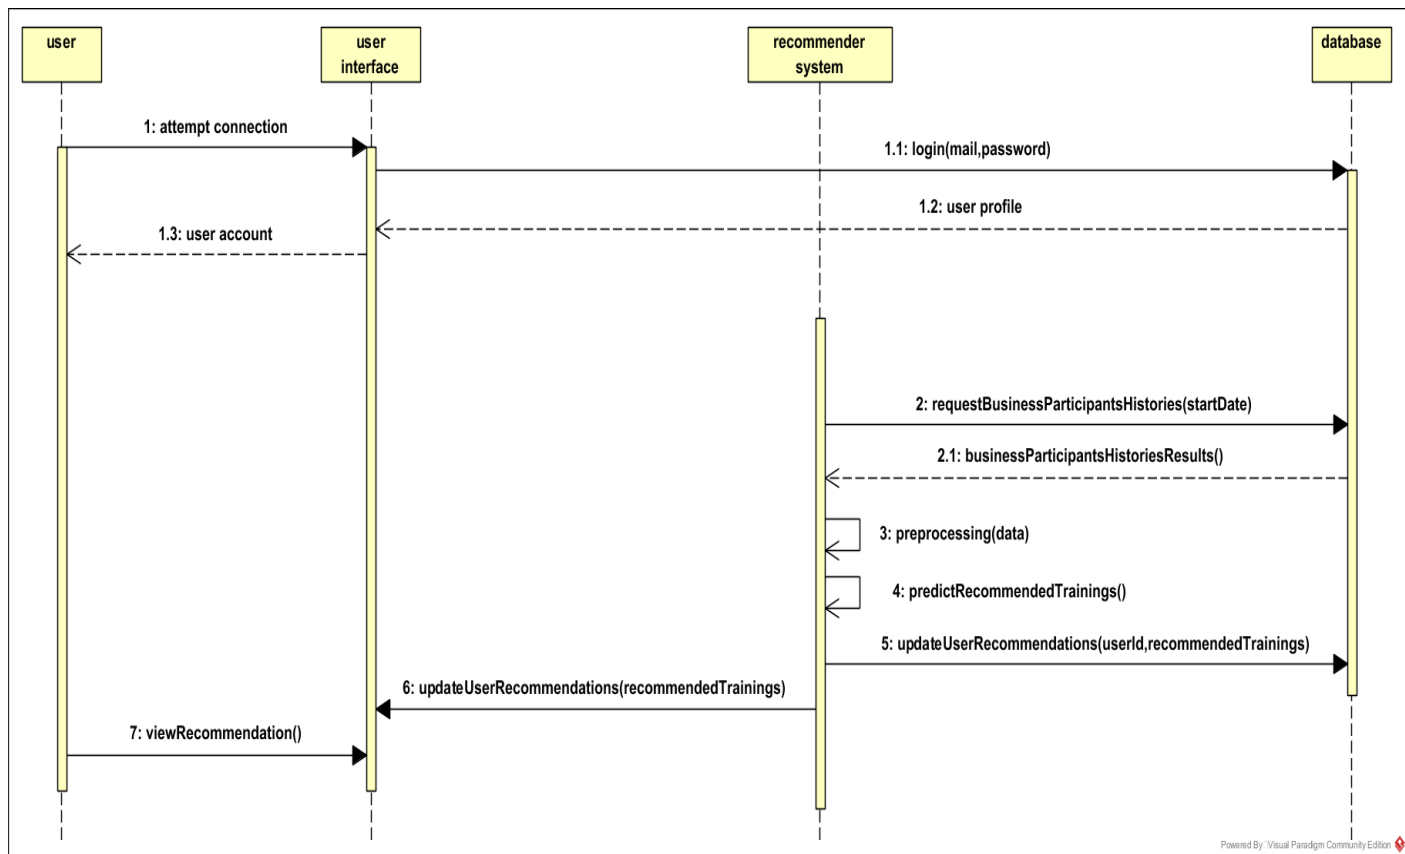 user
user
interface
recommender
system
database
1: attempt connection
1.1: login(mail,password)
1.2: user profile
1.3: user account
2: requestBusinessParticipantsHistories(startDate)
2.1: businessParticipantsHistoriesResults()
3: preprocessing(data)
4: predictRecommendedTrainings()
5: updateUserRecommendations(userId,recommendedTrainings)
6: updateUserRecommendations(recommendedTrainings)
7: viewRecommendation()
Powered By Visual Paradigm Community Edition